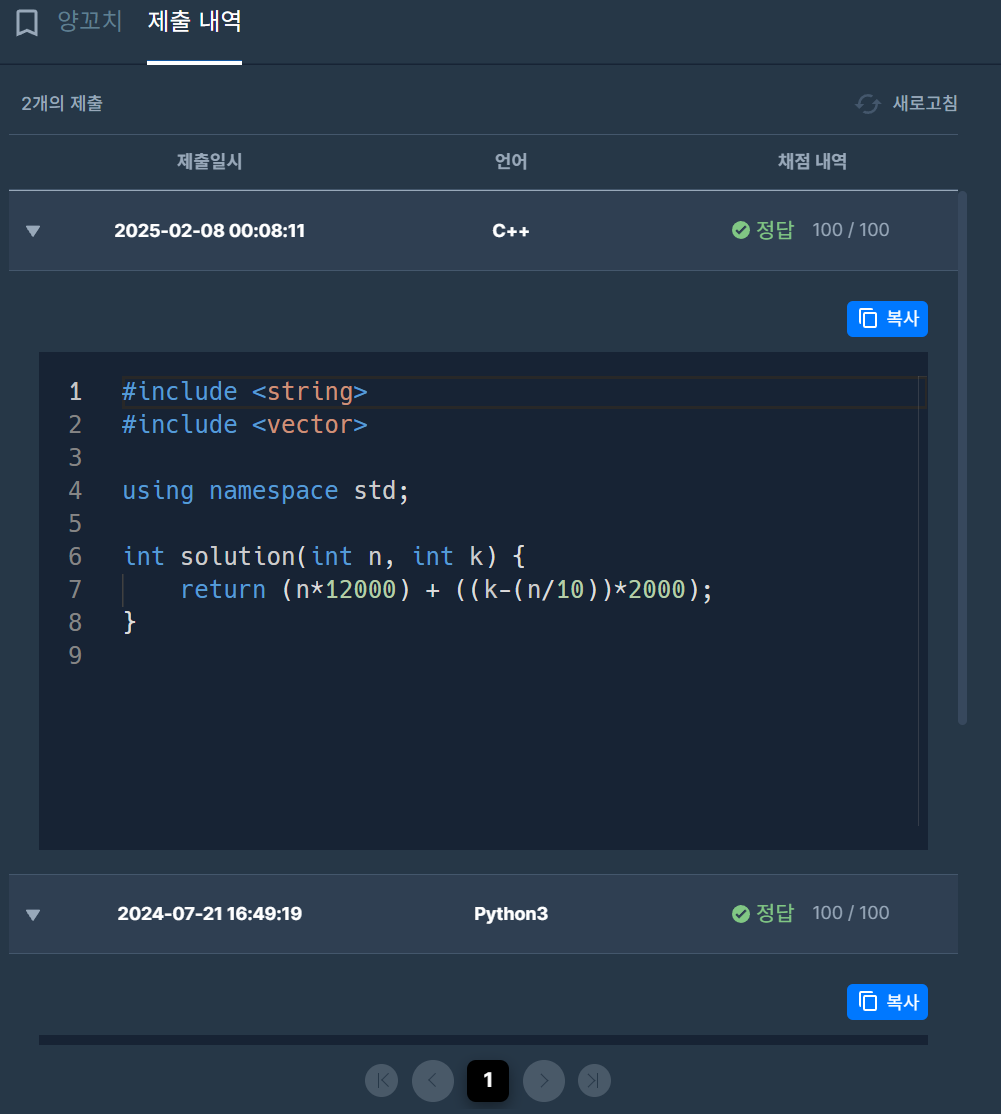 양꼬치 제출 내역
2개의 제출 새로고침
제출일시 언어 채점 내역
2025-02-08 00:08:11 C++ 정답 100 / 100
복사
1 #include <string>
2 #include <vector>
3
4 using namespace std;
5
6 int solution(int n, int k) {
7     return (n*12000) + ((k-(n/10))*2000);
8 }
9
2024-07-21 16:49:19 Python3 정답 100 / 100
복사
1